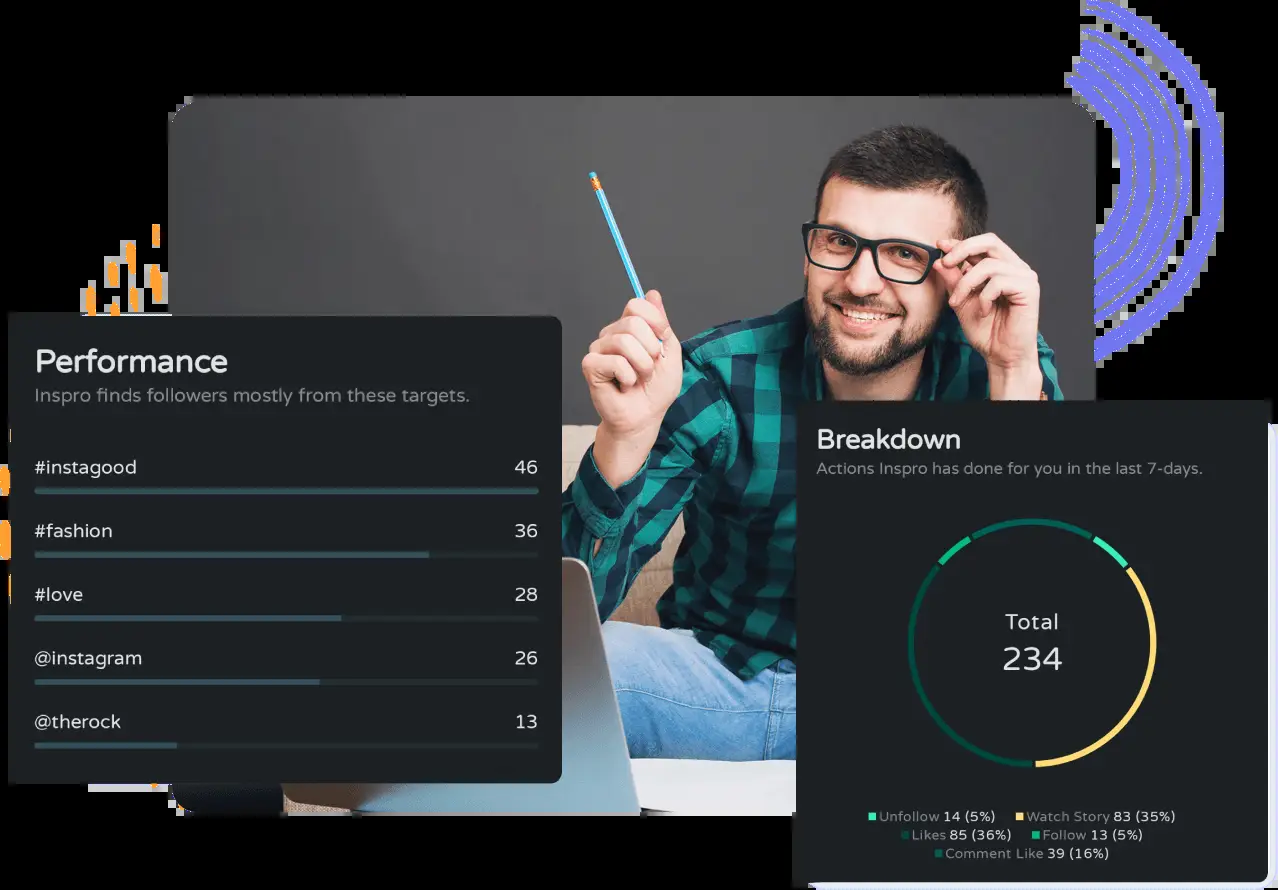 Performance
Inspro finds followers mostly from these targets.
#instagood 46
#fashion 36
#love 28
@instagram 26
@therock 13
Breakdown
Actions Inspro has done for you in the last 7-days.
Total
234
Unfollow 14 (5%) Watch Story 83 (35%)
Likes 85 (36%) Follow 13 (5%)
Comment Like 39 (16%)